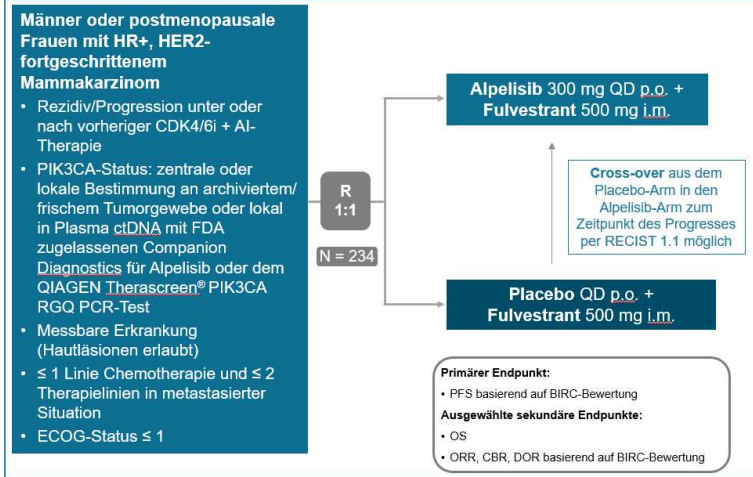 Männer oder postmenopausale
Frauen mit HR+, HER2-
fortgeschrittenem
Mammakarzinom
• Rezidiv/Progression unter oder
nach vorheriger CDK4/6i + AI-
Therapie
• PIK3CA-Status: zentrale oder
lokale Bestimmung an archiviertem/
frischem Tumorgewebe oder lokal
in Plasma ctDNA mit FDA
zugelassenen Companion
Diagnostics für Alpelisib oder dem
QIAGEN Therascreen® PIK3CA
RGQ PCR-Test
• Messbare Erkrankung
(Hautläsionen erlaubt)
• ≤ 1 Linie Chemotherapie und ≤ 2
Therapielinien in metastasierter
Situation
• ECOG-Status ≤ 1
R
1:1
N = 234
Alpelisib 300 mg QD p.o. +
Fulvestrant 500 mg i.m.
Cross-over aus dem
Placebo-Arm in den
Alpelisib-Arm zum
Zeitpunkt des Progresses
per RECIST 1.1 möglich
Placebo QD p.o. +
Fulvestrant 500 mg i.m.
Primärer Endpunkt:
• PFS basierend auf BIRC-Bewertung
Ausgewählte sekundäre Endpunkte:
• OS
• ORR, CBR, DOR basierend auf BIRC-Bewertung